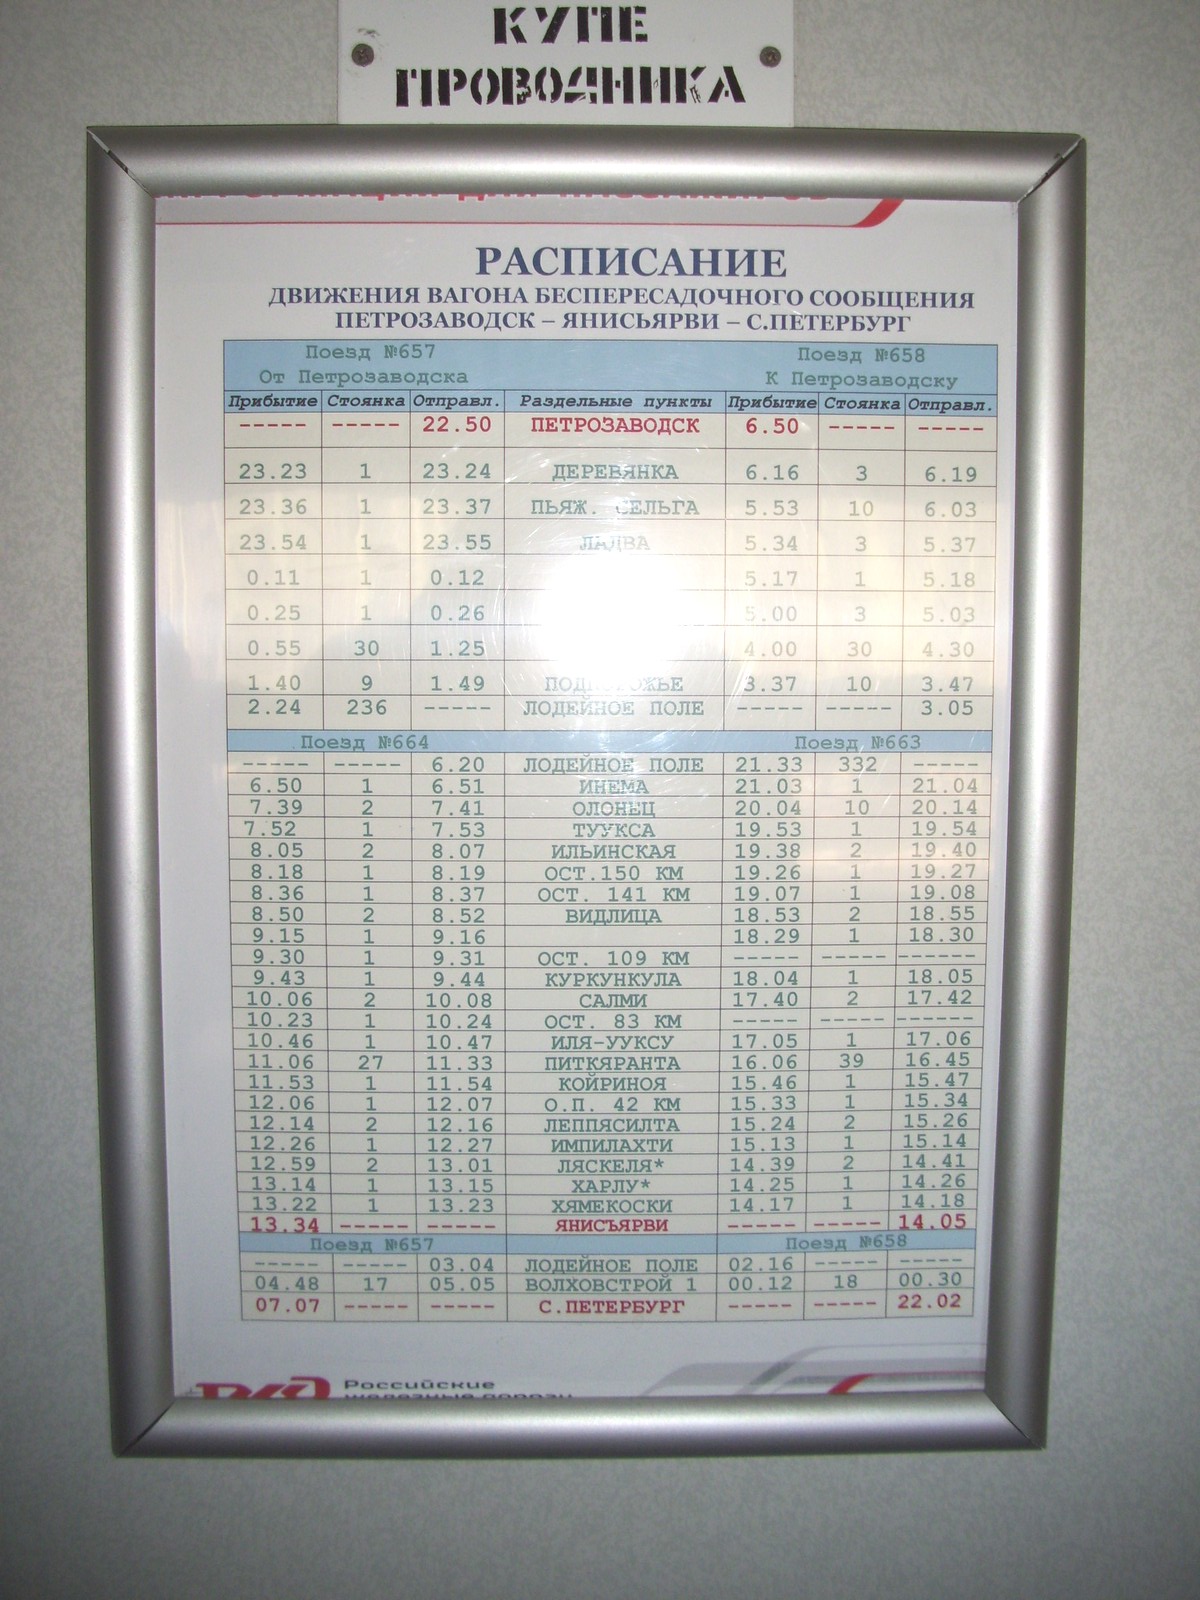 КУПЕ
ПРОВОДНИКА
РАСПИСАНИЕ
ДВИЖЕНИЯ ВАГОНА БЕСПЕРЕСАДОЧНОГО СООБЩЕНИЯ
ПЕТРОЗАВОДСК – ЯНИСЬЯРВИ – С.ПЕТЕРБУРГ
Поезд №657 Поезд №658
От Петрозаводска К Петрозаводску
Прибытие Стоянка Отправл. Раздельные пункты Прибытие Стоянка Отправл.
----- ----- 22.50 ПЕТРОЗАВОДСК 6.50 ----- -----
23.23 1 23.24 ДЕРЕВЯНКА 6.16 3 6.19
23.36 1 23.37 ПЬЯЖ. СЕЛЬГА 5.53 10 6.03
23.54 1 23.55 ЛАДВА 5.34 3 5.37
0.11 1 0.12 5.17 1 5.18
0.25 1 0.26 5.00 3 5.03
0.55 30 1.25 4.00 30 4.30
1.40 9 1.49 ПОДПОРОЖЬЕ 3.37 10 3.47
2.24 236 ----- ЛОДЕЙНОЕ ПОЛЕ ----- ----- 3.05
Поезд №664 Поезд №663
----- ----- 6.20 ЛОДЕЙНОЕ ПОЛЕ 21.33 332 -----
6.50 1 6.51 ИНЕМА 21.03 1 21.04
7.39 2 7.41 ОЛОНЕЦ 20.04 10 20.14
7.52 1 7.53 ТУУКСА 19.53 1 19.54
8.05 2 8.07 ИЛЬИНСКАЯ 19.38 2 19.40
8.18 1 8.19 ОСТ.150 КМ 19.26 1 19.27
8.36 1 8.37 ОСТ. 141 КМ 19.07 1 19.08
8.50 2 8.52 ВИДЛИЦА 18.53 2 18.55
9.15 1 9.16 18.29 1 18.30
9.30 1 9.31 ОСТ. 109 КМ ----- ----- ------
9.43 1 9.44 КУРКУНКУЛА 18.04 1 18.05
10.06 2 10.08 САЛМИ 17.40 2 17.42
10.23 1 10.24 ОСТ. 83 КМ ----- ----- ------
10.46 1 10.47 ИЛЯ-УУКСУ 17.05 1 17.06
11.06 27 11.33 ПИТКЯРАНТА 16.06 39 16.45
11.53 1 11.54 КОЙРИНОЯ 15.46 1 15.47
12.06 1 12.07 О.П. 42 КМ 15.33 1 15.34
12.14 2 12.16 ЛЕППЯСИЛТА 15.24 2 15.26
12.26 1 12.27 ИМПИЛАХТИ 15.13 1 15.14
12.59 2 13.01 ЛЯСКЕЛЯ* 14.39 2 14.41
13.14 1 13.15 ХАРЛУ* 14.25 1 14.26
13.22 1 13.23 ХЯМЕКОСКИ 14.17 1 14.18
13.34 ----- ----- ЯНИСЪЯРВИ ----- ----- 14.05
Поезд №657 Поезд №658
----- ----- 03.04 ЛОДЕЙНОЕ ПОЛЕ 02.16 ----- -----
04.48 17 05.05 ВОЛХОВСТРОЙ 1 00.12 18 00.30
07.07 ----- ----- С.ПЕТЕРБУРГ ----- ----- 22.02
Российские
железные дороги